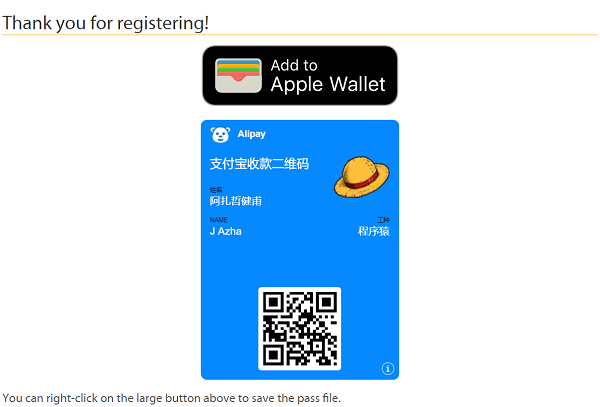 Thank you for registering!
Add to
Apple Wallet
Alipay
支付宝收款二维码
姓名
阿扎哲健甫
NAME
工种
J Azha
程序猿
You can right-click on the large button above to save the pass file.